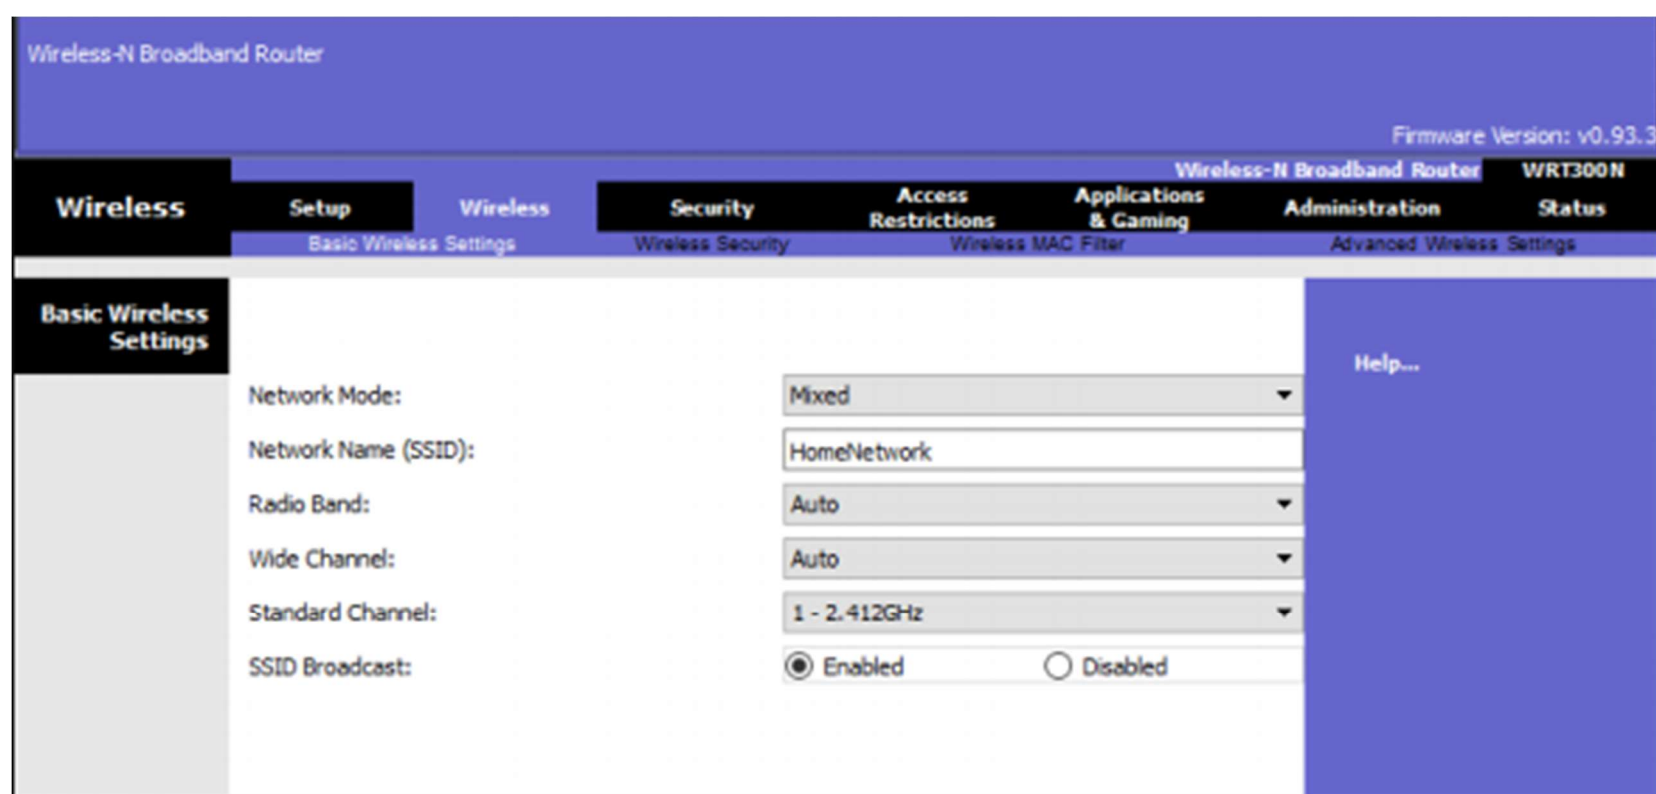 Wireless-N Broadband Router
Firmware Version: v0.93.3
Wireless-N Broadband Router WRT300N
Wireless Setup Wireless Security Access Restrictions Applications & Gaming Administration Status
Basic Wireless Settings Wireless Security Wireless MAC Filter Advanced Wireless Settings
Basic Wireless
Settings
Help...
Network Mode: Mixed
Network Name (SSID): HomeNetwork
Radio Band: Auto
Wide Channel: Auto
Standard Channel: 1 - 2.412GHz
SSID Broadcast: Enabled Disabled